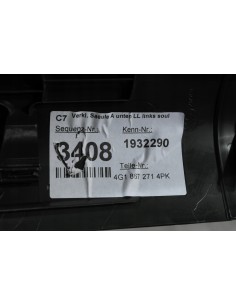 C7 Verkl. Saeule A unten LL links soul
Sequenz-Nr.: Kenn-Nr.:
3408 1932290
Teile-Nr.:
4G1 867 271 4PK